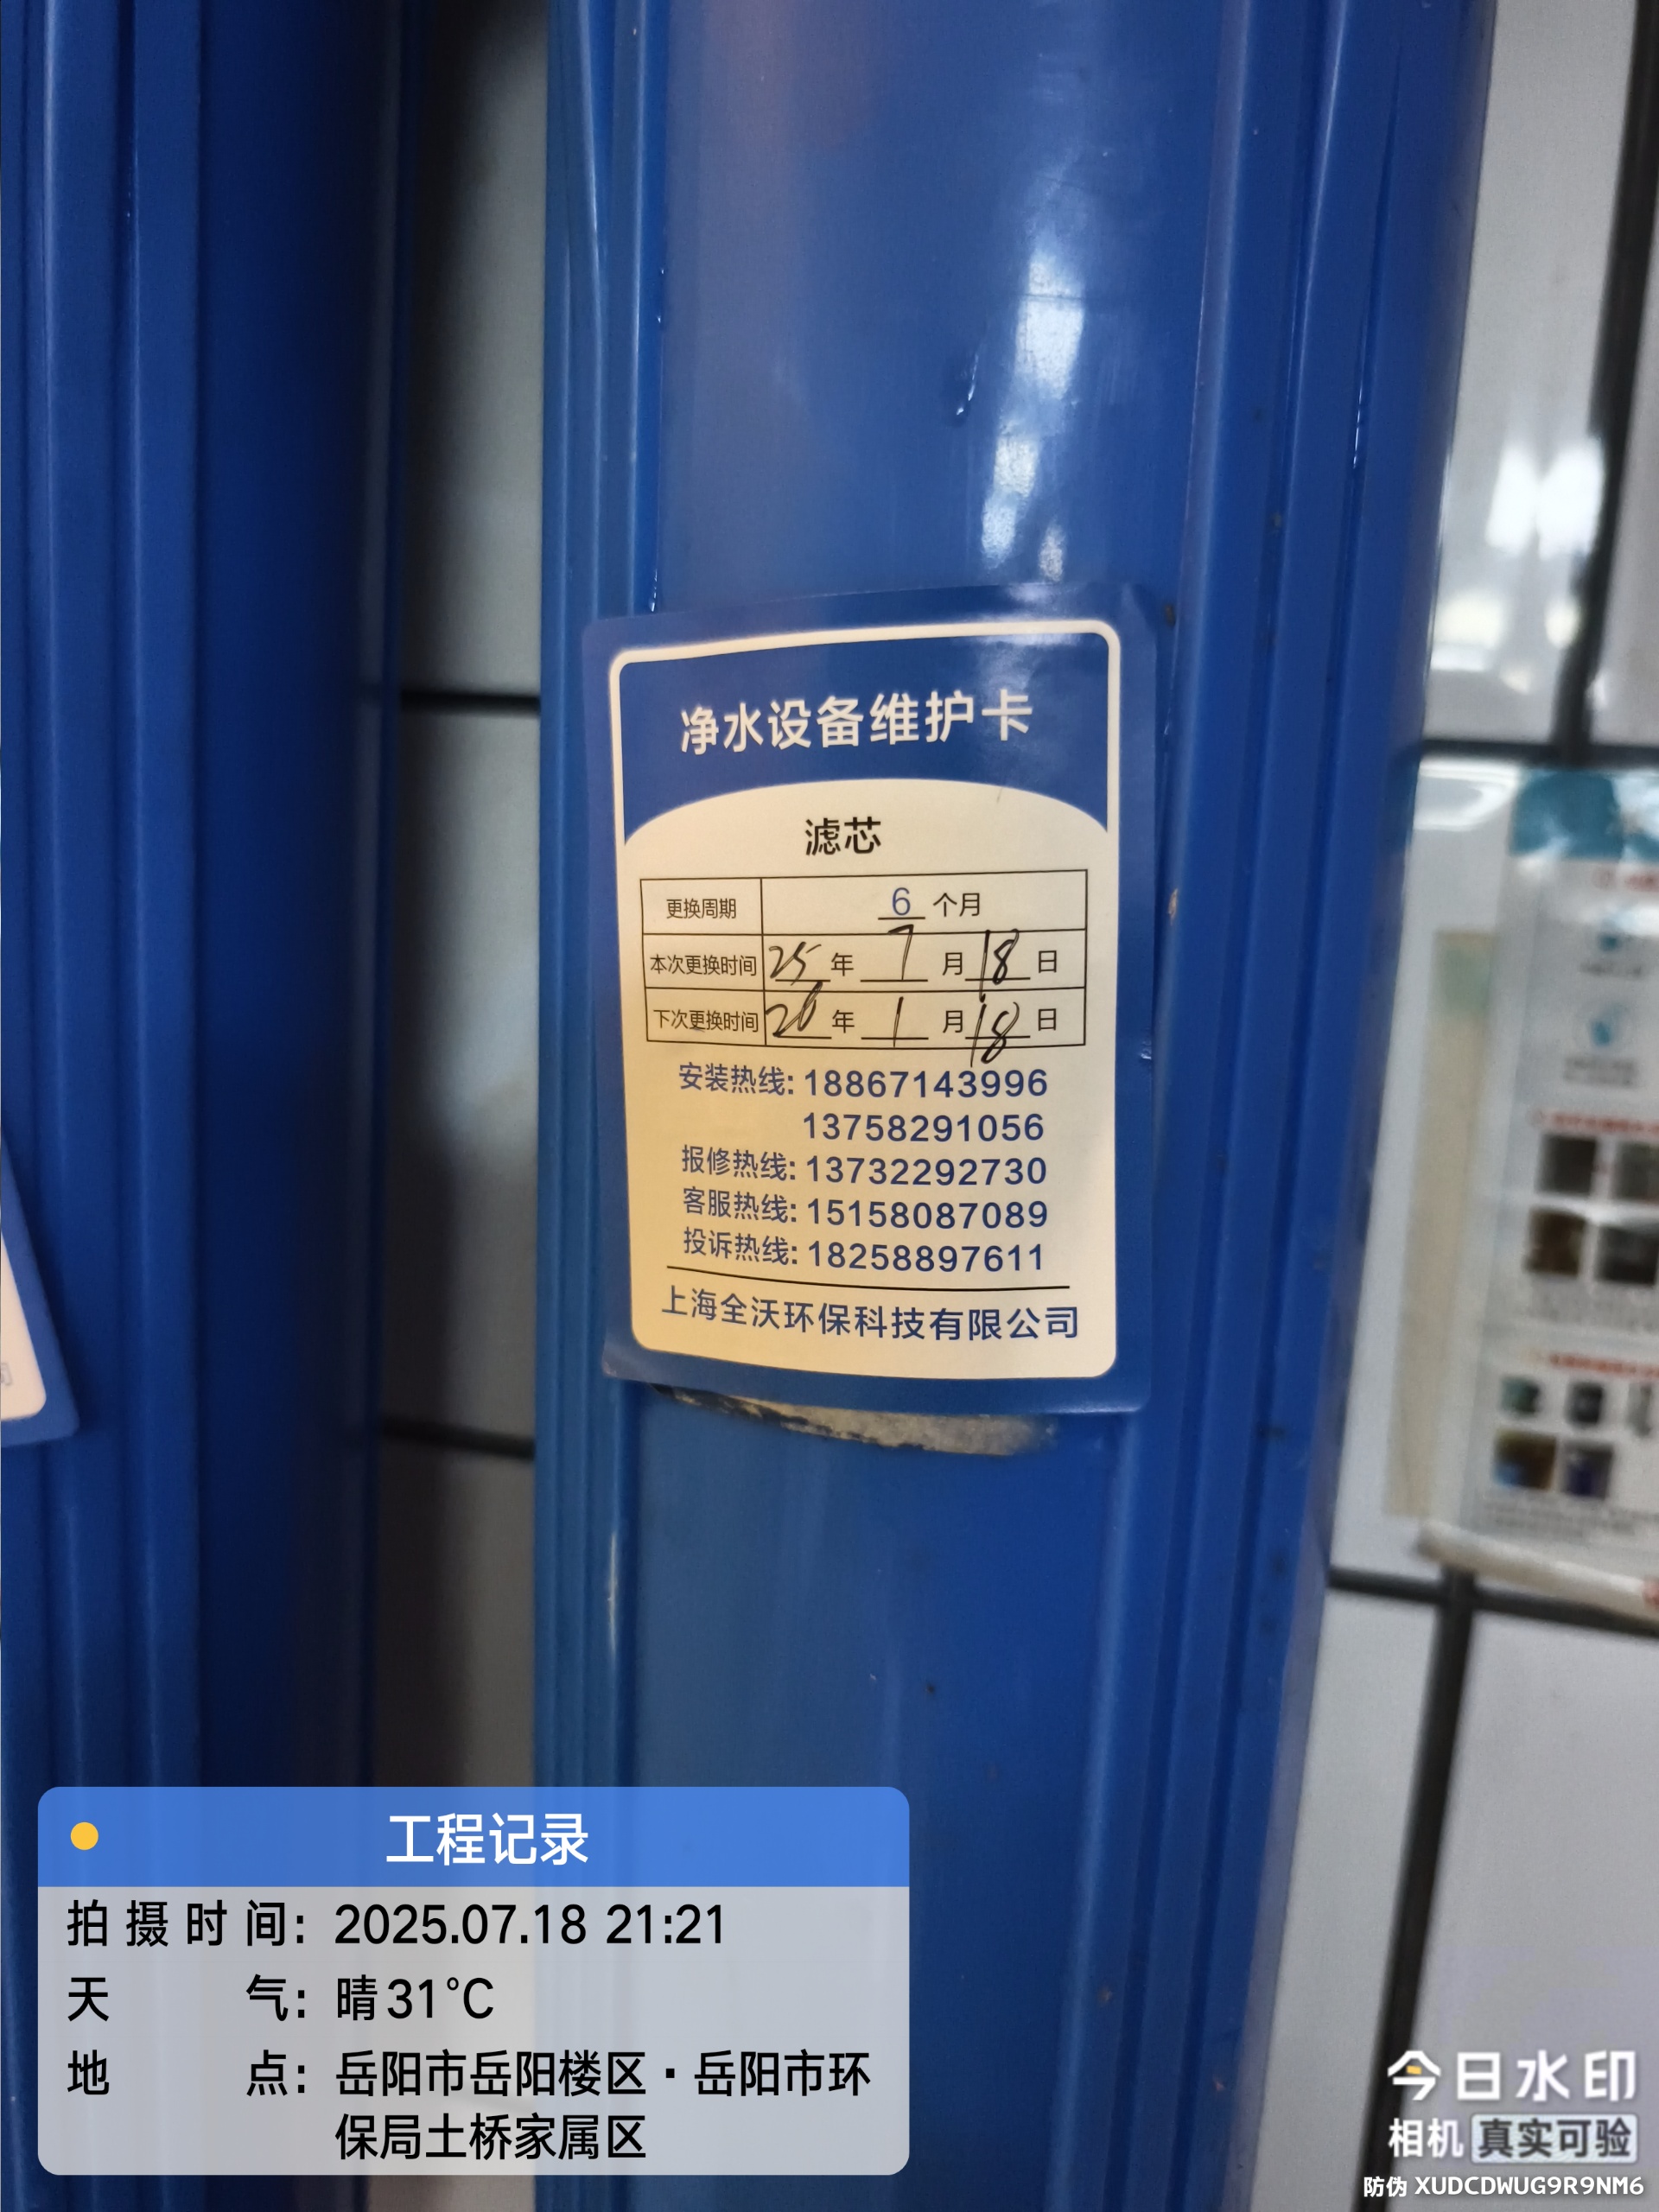 净水设备维护卡
滤芯
更换周期 6 个月
本次更换时间 25 年 7 月 18 日
下次更换时间 26 年 1 月 18 日
安装热线: 18867143996
13758291056
报修热线: 13732292730
客服热线: 15158087089
投诉热线: 18258897611
上海全沃环保科技有限公司
工程记录
拍摄时间: 2025.07.18 21:21
天气: 晴31℃
地点: 岳阳市岳阳楼区·岳阳市环
保局土桥家属区
今日水印
相机 真实可验
防伪 XUDCDWUG9R9NM6